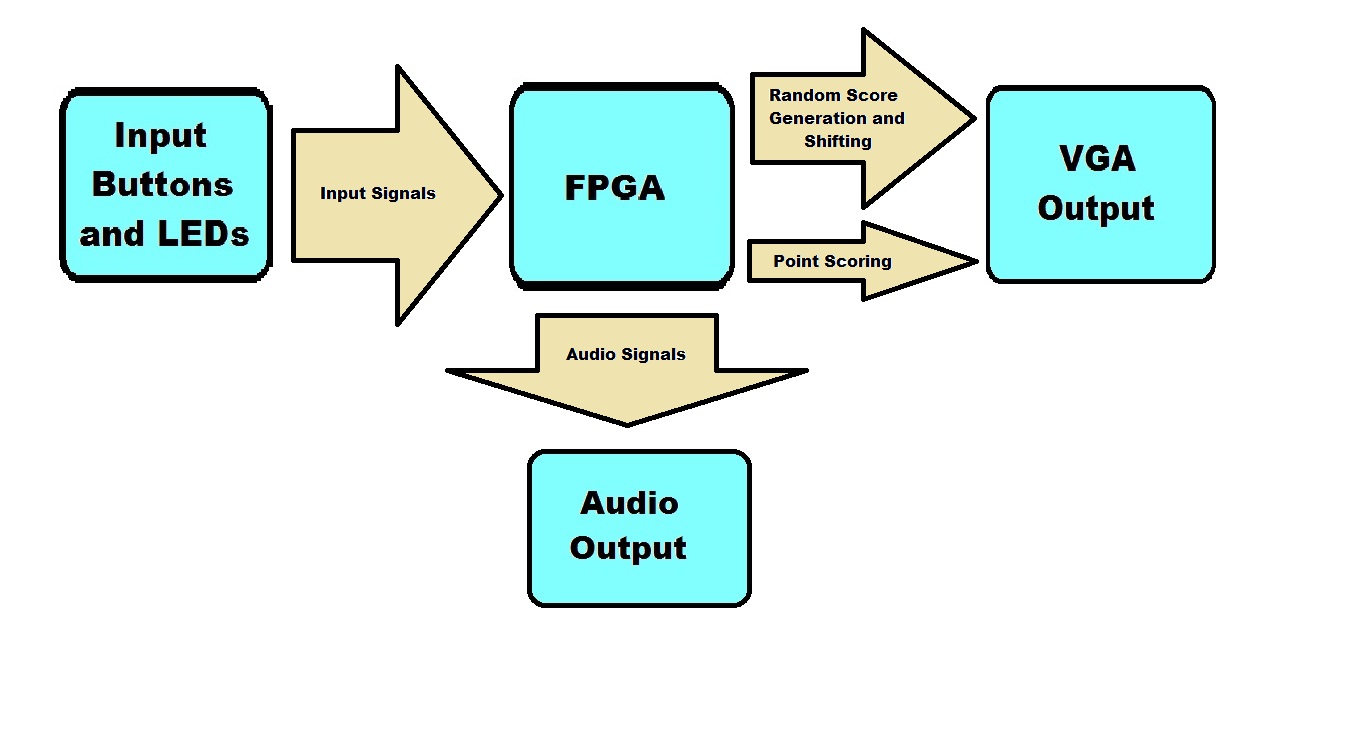 Input
Buttons
and LEDs
Input Signals
FPGA
Random Score
Generation and
Shifting
Point Scoring
VGA
Output
Audio Signals
Audio
Output